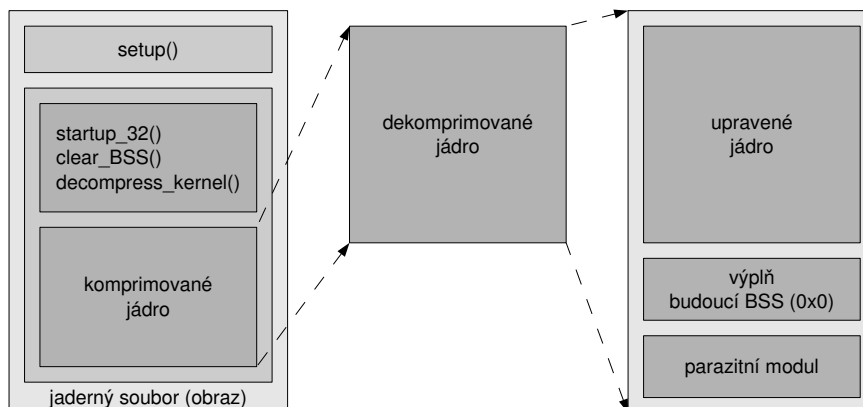 setup()
startup_32()
clear_BSS()
decompress_kernel()
komprimované
jádro
jaderný soubor (obraz)
dekomprimované
jádro
upravené
jádro
výplň
budoucí BSS (0x0)
parazitní modul